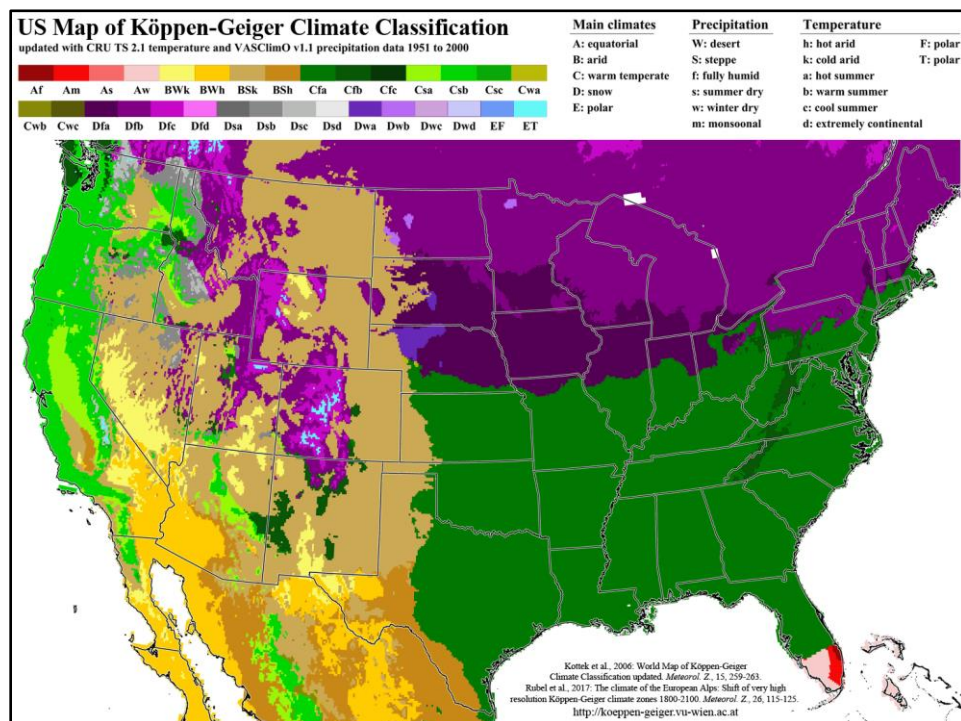 US Map of Köppen-Geiger Climate Classification
updated with CRU TS 2.1 temperature and VASClimO v1.1 precipitation data 1951 to 2000
Af Am As Aw BWk BWh BSk BSh Cfa Cfb Cfc Csa Csb Csc Cwa
Cwb Cwc Dfa Dfb Dfc Dfd Dsa Dsb Dsc Dsd Dwa Dwb Dwc Dwd EF ET
Main climates
A: equatorial
B: arid
C: warm temperate
D: snow
E: polar
Precipitation
W: desert
S: steppe
f: fully humid
s: summer dry
w: winter dry
m: monsoonal
Temperature
h: hot arid F: polar
k: cold arid T: polar
a: hot summer
b: warm summer
c: cool summer
d: extremely continental
Kottek et al., 2006: World Map of Köppen-Geiger
Climate Classification updated. Meteorol. Z., 15, 259-263.
Rubel et al., 2017: The climate of the European Alps: Shift of very high
resolution Köppen-Geiger climate zones 1800-2100. Meteorol. Z., 26, 115-125.
http://koeppen-geiger.vu-wien.ac.at